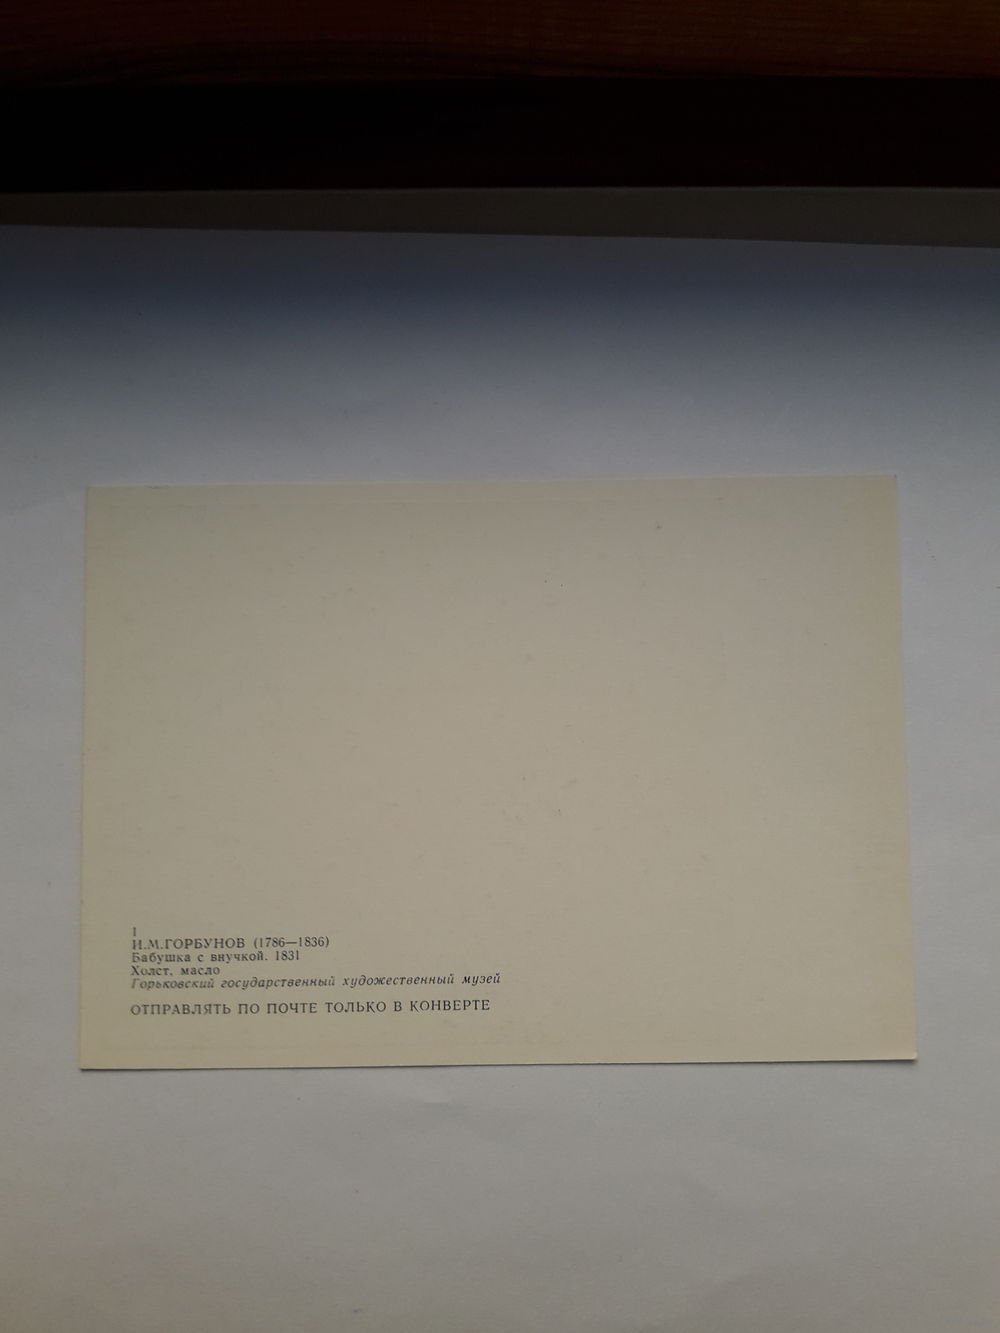 1
И.М.ГОРБУНОВ (1786—1836)
Бабушка с внучкой. 1831
Холст, масло
Горьковский государственный художественный музей
ОТПРАВЛЯТЬ ПО ПОЧТЕ ТОЛЬКО В КОНВЕРТЕ